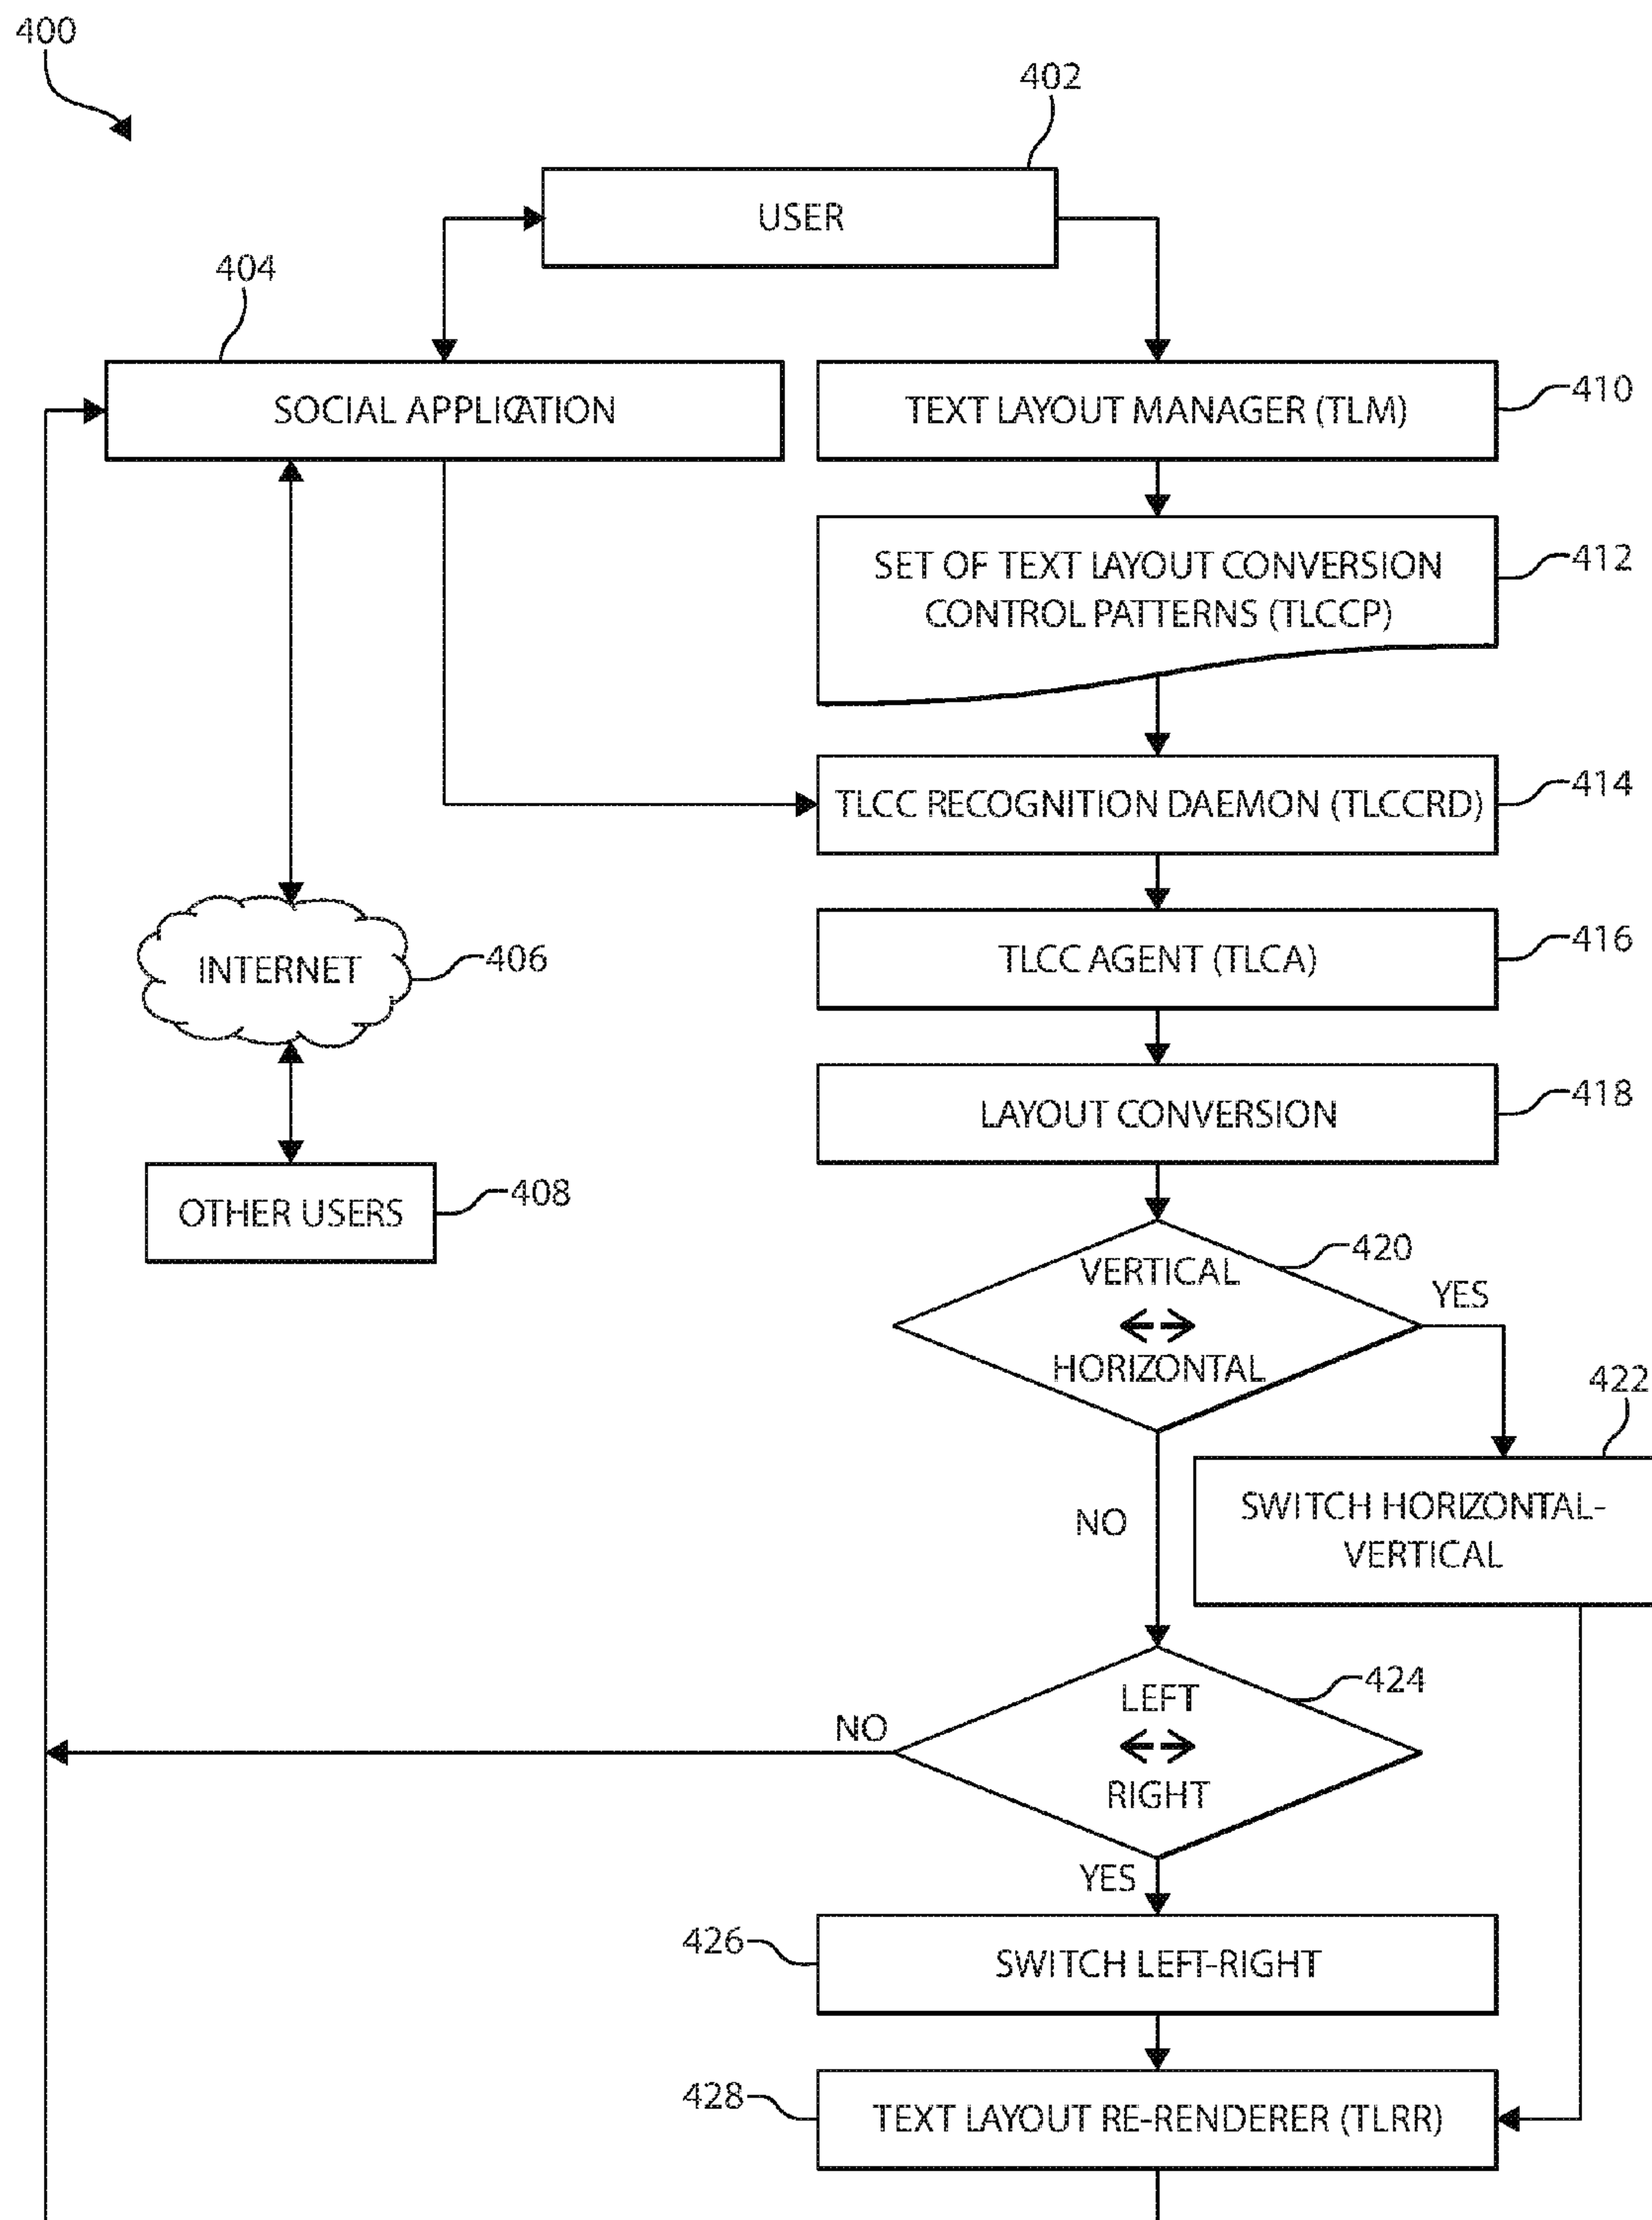 400
402
USER
404
SOCIAL APPLICATION
TEXT LAYOUT MANAGER (TLM)
410
SET OF TEXT LAYOUT CONVERSION
CONTROL PATTERNS (TLCCP)
412
TLCC RECOGNITION DAEMON (TLCCRD)
414
INTERNET
406
TLCC AGENT (TLCA)
416
LAYOUT CONVERSION
418
OTHER USERS
408
VERTICAL
HORIZONTAL
420
YES
422
SWITCH HORIZONTAL-
VERTICAL
NO
LEFT
RIGHT
424
NO
YES
426
SWITCH LEFT-RIGHT
428
TEXT LAYOUT RE-RENDERER (TLRR)